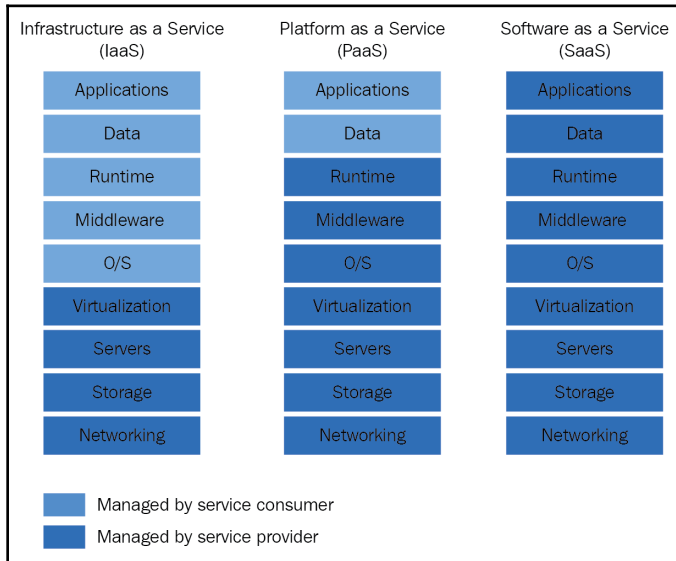 Infrastructure as a Service
(IaaS)
Applications
Data
Runtime
Middleware
O/S
Virtualization
Servers
Storage
Networking
Platform as a Service
(PaaS)
Applications
Data
Runtime
Middleware
O/S
Virtualization
Servers
Storage
Networking
Software as a Service
(SaaS)
Applications
Data
Runtime
Middleware
O/S
Virtualization
Servers
Storage
Networking
Managed by service consumer
Managed by service provider